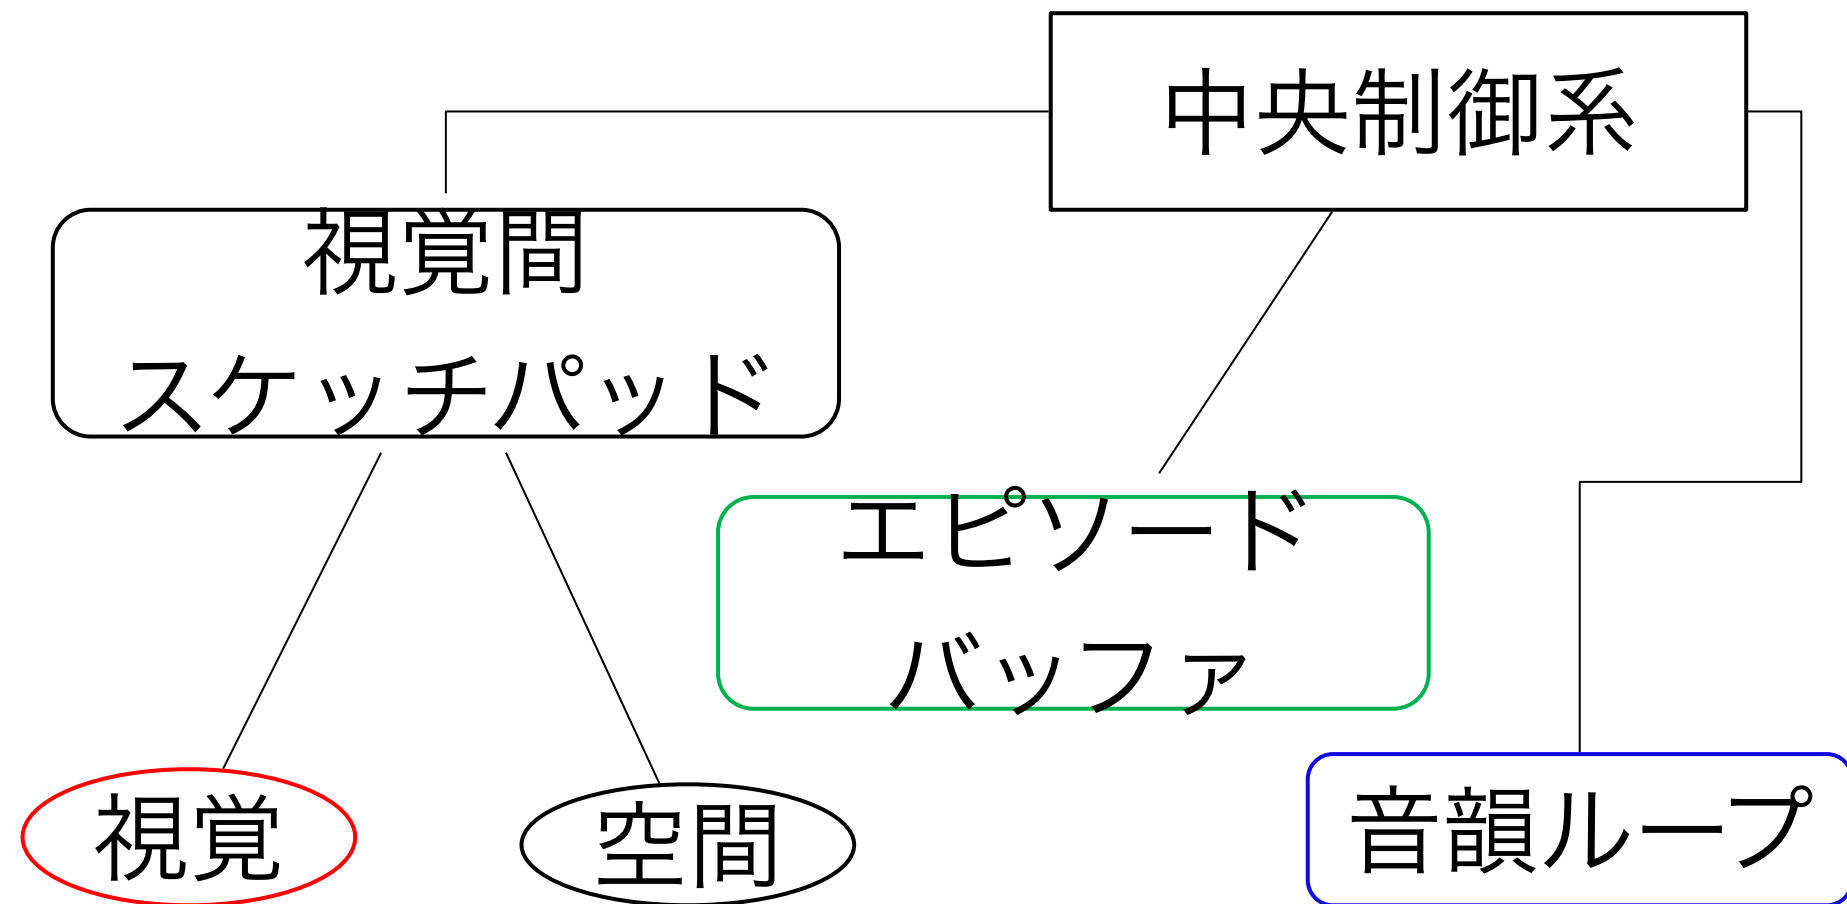 中央制御系
視覚間
スケッチパッド
エピソード
バッファ
視覚
空間
音韻ループ